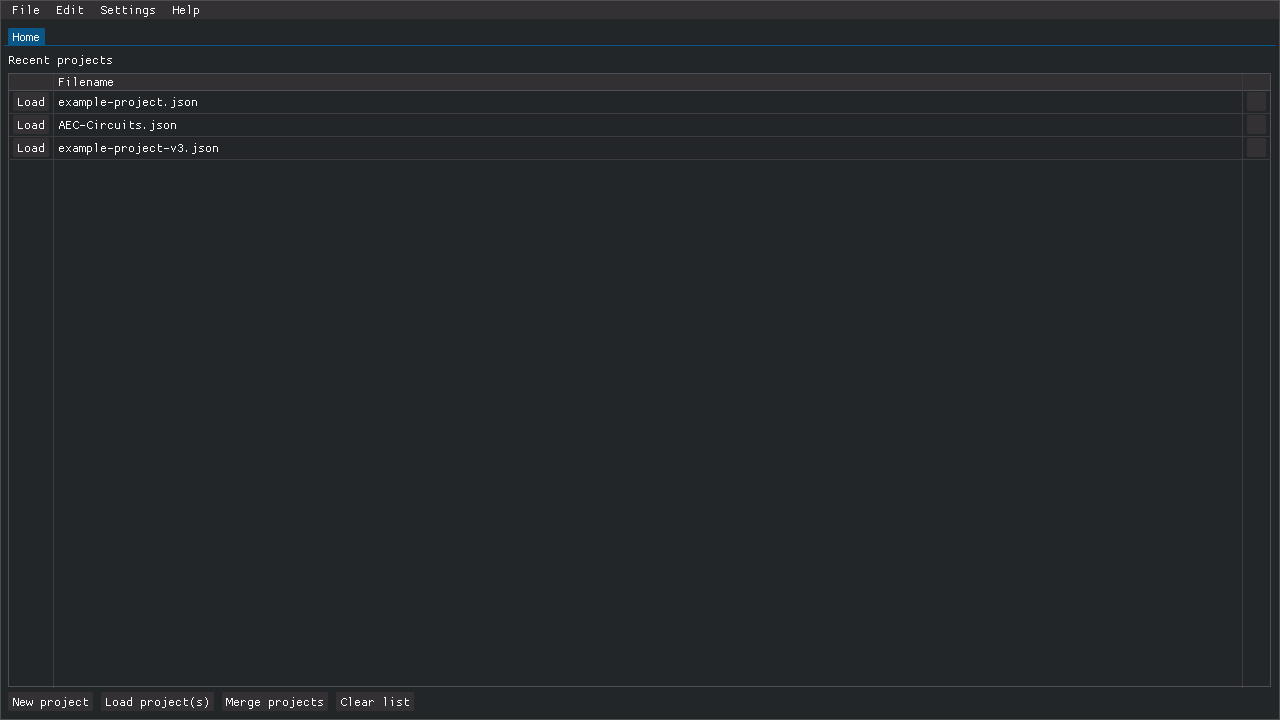 File Edit Settings Help
Home
Recent projects
Filename
Load example-project.json
Load AEC-Circuits.json
Load example-project-v3.json
New project Load project(s) Merge projects Clear list